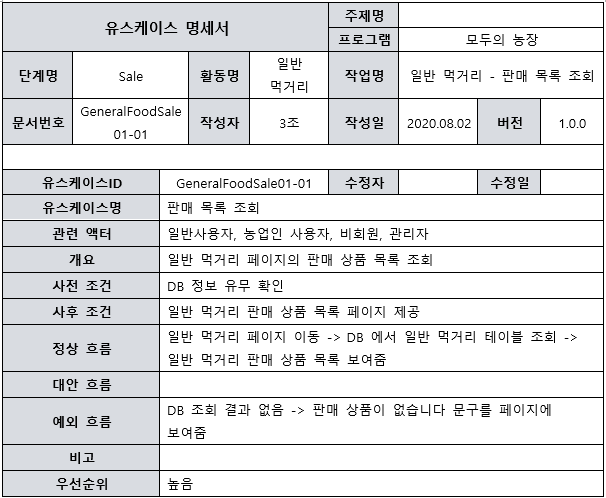 유스케이스 명세서
주제명
프로그램 모두의 농장
단계명 Sale 활동명 일반 먹거리 작업명 일반 먹거리 - 판매 목록 조회
문서번호 GeneralFoodSale 01-01 작성자 3조 작성일 2020.08.02 버전 1.0.0
유스케이스ID GeneralFoodSale01-01 수정자 수정일
유스케이스명 판매 목록 조회
관련 액터 일반사용자, 농업인 사용자, 비회원, 관리자
개요 일반 먹거리 페이지의 판매 상품 목록 조회
사전 조건 DB 정보 유무 확인
사후 조건 일반 먹거리 판매 상품 목록 페이지 제공
정상 흐름 일반 먹거리 페이지 이동 -> DB 에서 일반 먹거리 테이블 조회 ->
일반 먹거리 판매 상품 목록 보여줌
대안 흐름
예외 흐름 DB 조회 결과 없음 -> 판매 상품이 없습니다 문구를 페이지에
보여줌
비고
우선순위 높음